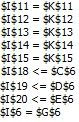 $I$11 = $K$11
$I$12 = $K$12
$I$13 = $K$13
$I$14 = $K$14
$I$15 = $K$15
$I$18 <= $C$6
$I$19 <= $D$6
$I$20 <= $E$6
$I$6 = $G$6